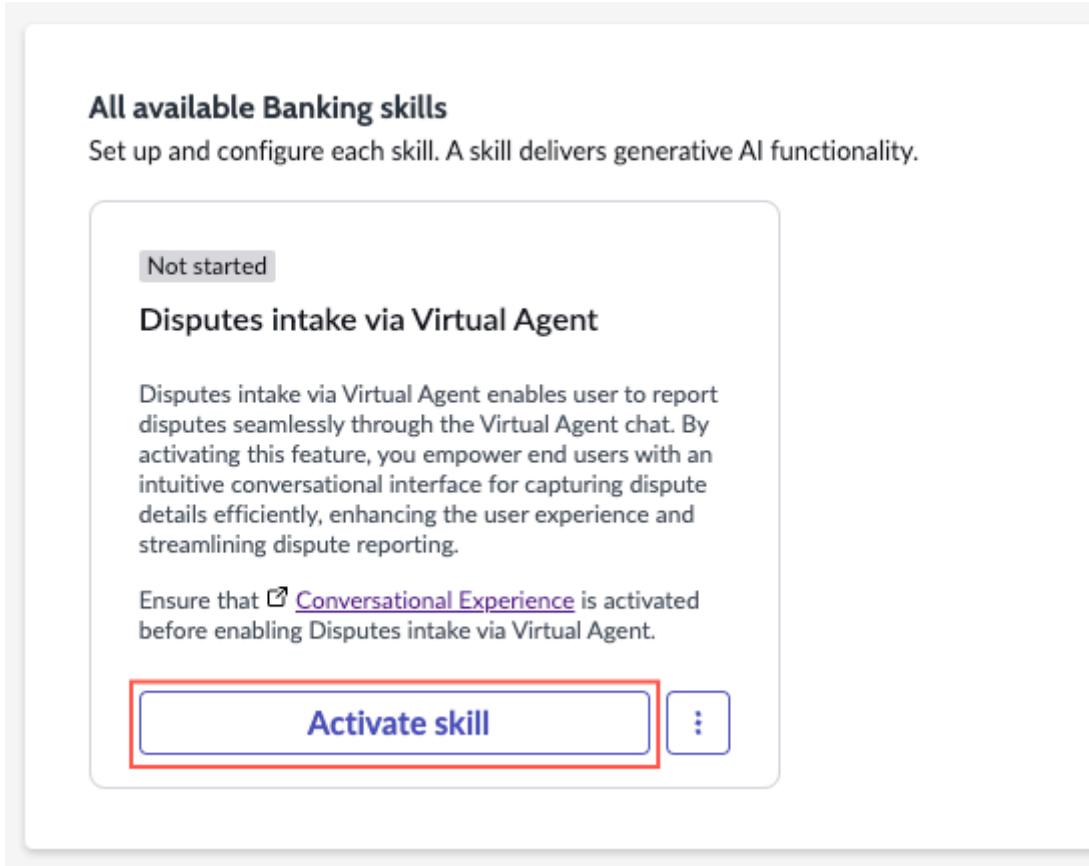 All available Banking skills
Set up and configure each skill. A skill delivers generative AI functionality.
Not started
Disputes intake via Virtual Agent
Disputes intake via Virtual Agent enables user to report
disputes seamlessly through the Virtual Agent chat. By
activating this feature, you empower end users with an
intuitive conversational interface for capturing dispute
details efficiently, enhancing the user experience and
streamlining dispute reporting.
Ensure that Conversational Experience is activated
before enabling Disputes intake via Virtual Agent.
Activate skill